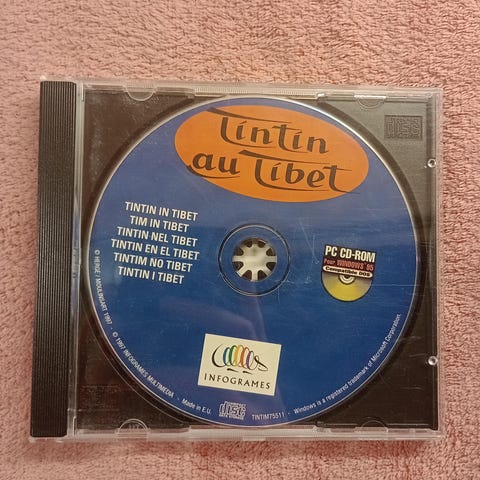 Tintin
au Tibet
TINTIN IN TIBET
TIM IN TIBET
TINTIN NEL TIBET
TINTIN EN EL TIBET
TINTIM NO TIBET
TINTIN I TIBET
PC CD-ROM
Pour WINDOWS® 95
Compatible DOS
INFOGRAMES
© HERGÉ / MOULINSART 1997
© 1997 INFOGRAMES MULTIMEDIA - Made in E.U.
COMPACT
disc
TINTIM75511 - Windows is a registered trademark of Microsoft Corporation.